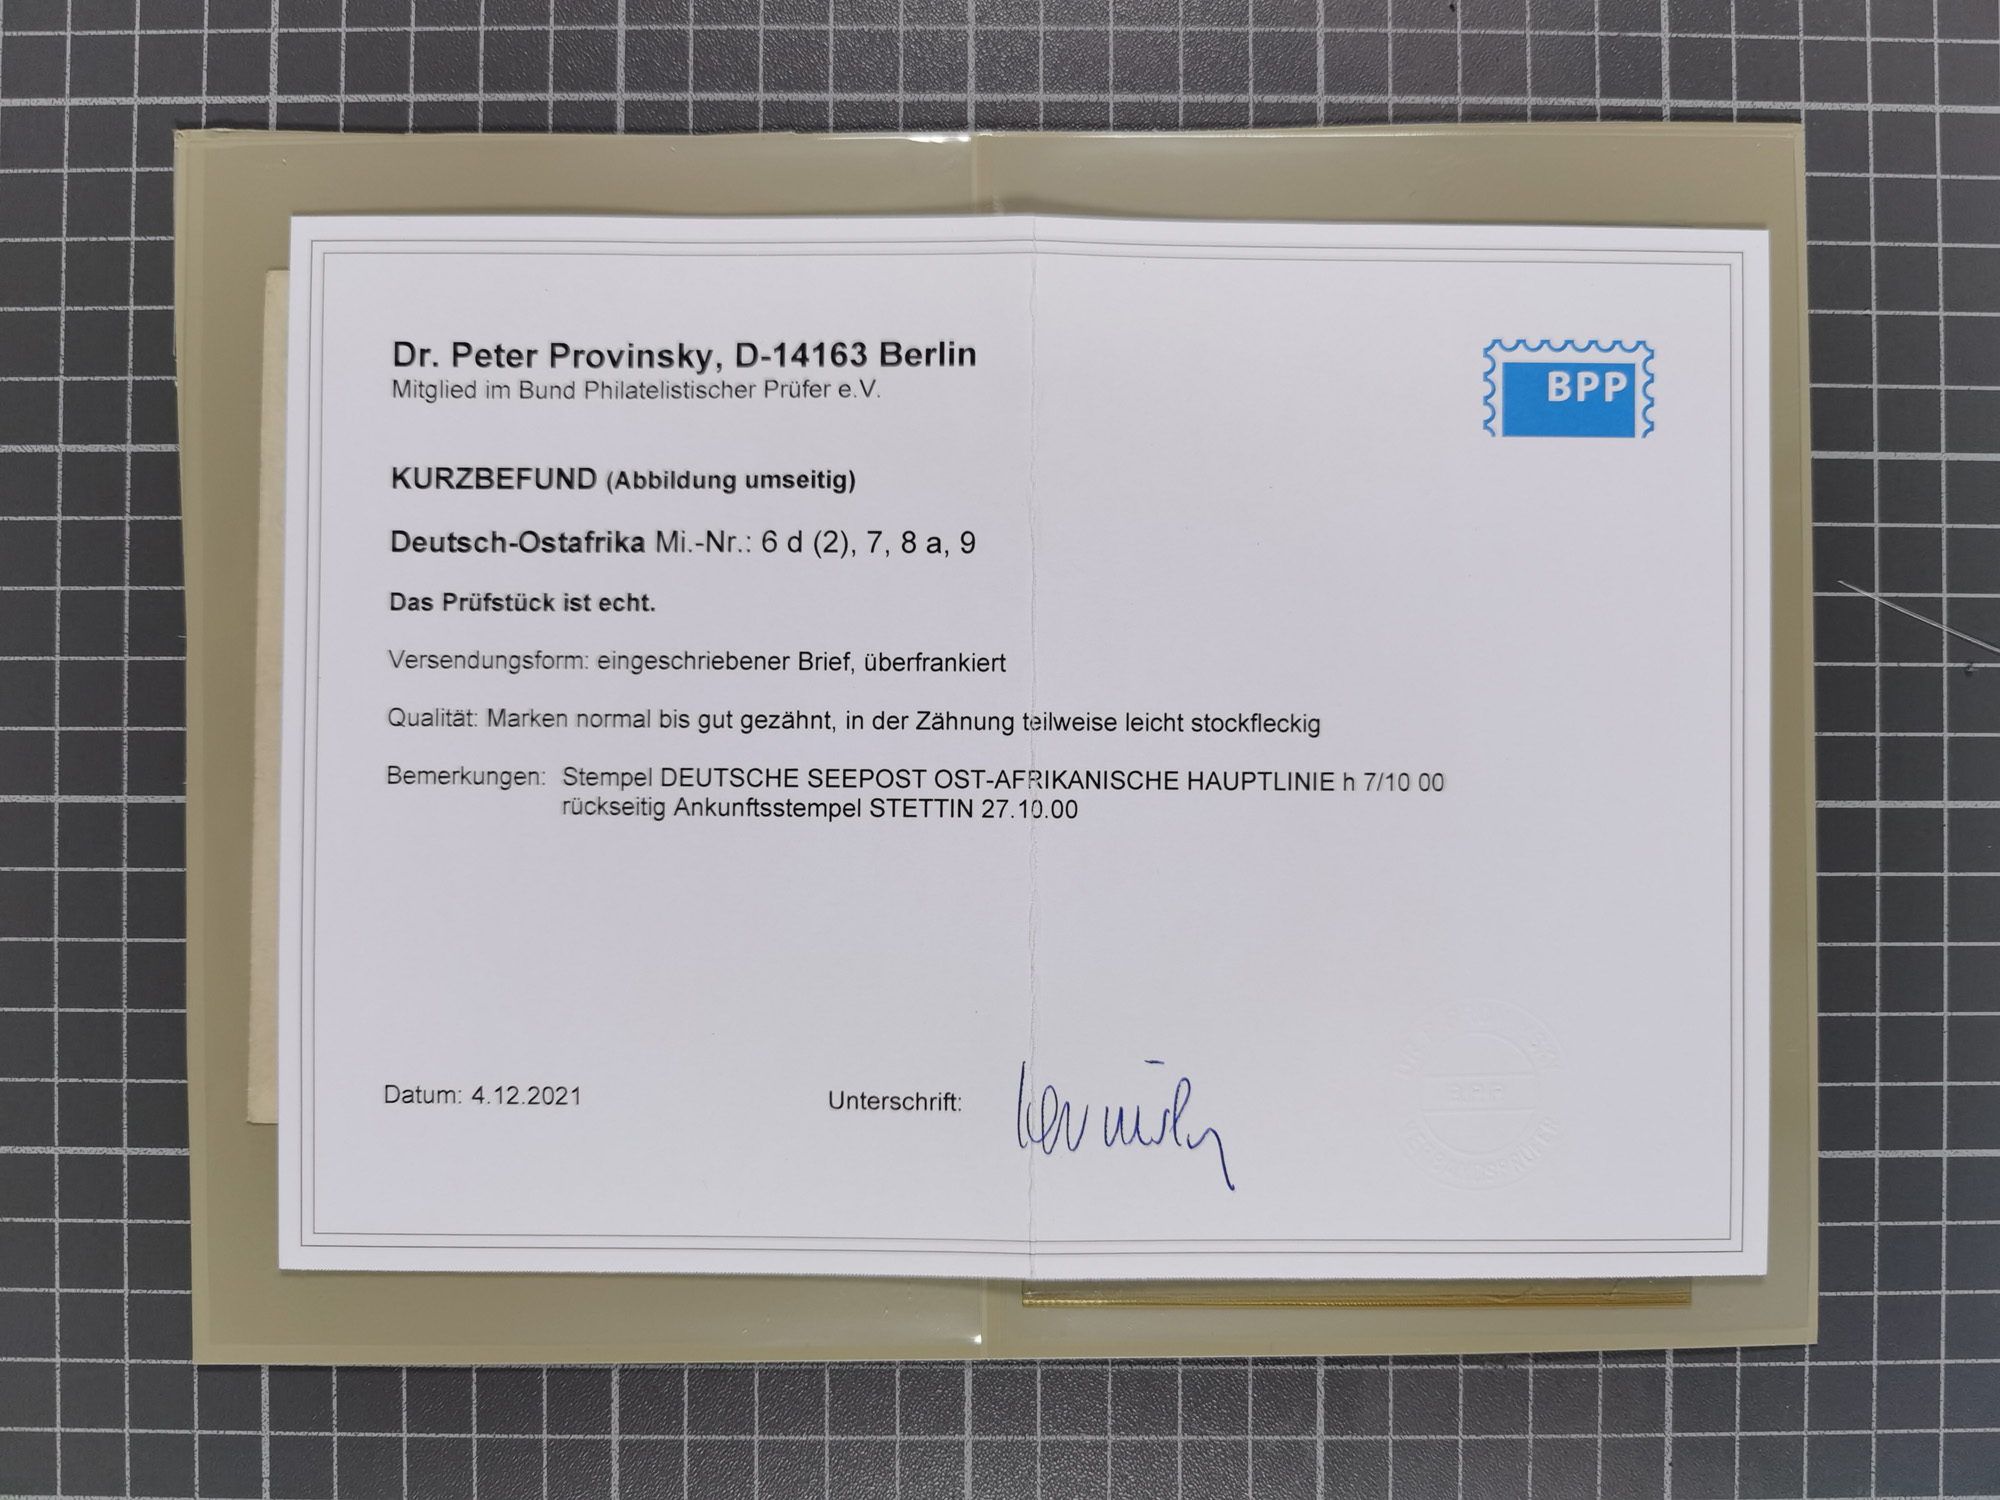 Dr. Peter Provinsky, D-14163 Berlin
Mitglied im Bund Philatelistischer Prüfer e.V.
BPP
KURZBEFUND (Abbildung umseitig)
Deutsch-Ostafrika Mi.-Nr.: 6 d (2), 7, 8 a, 9
Das Prüfstück ist echt.
Versendungsform: eingeschriebener Brief, überfrankiert
Qualität: Marken normal bis gut gezähnt, in der Zähnung teilweise leicht stockfleckig
Bemerkungen: Stempel DEUTSCHE SEEPOST OST-AFRIKANISCHE HAUPTLINIE h 7/10 00
rückseitig Ankunftsstempel STETTIN 27.10.00
Datum: 4.12.2021
Unterschrift: